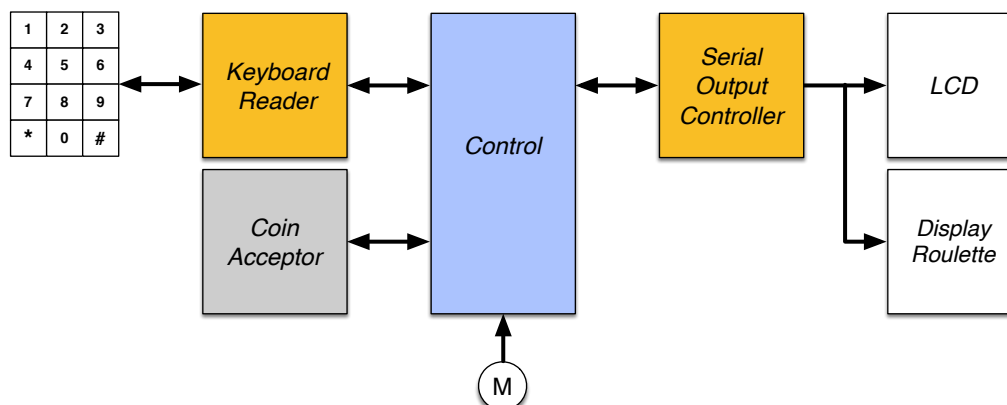 1 2 3
4 5 6
7 8 9
* 0 #
Keyboard
Reader
Coin
Acceptor
Control
M
Serial
Output
Controller
LCD
Display
Roulette